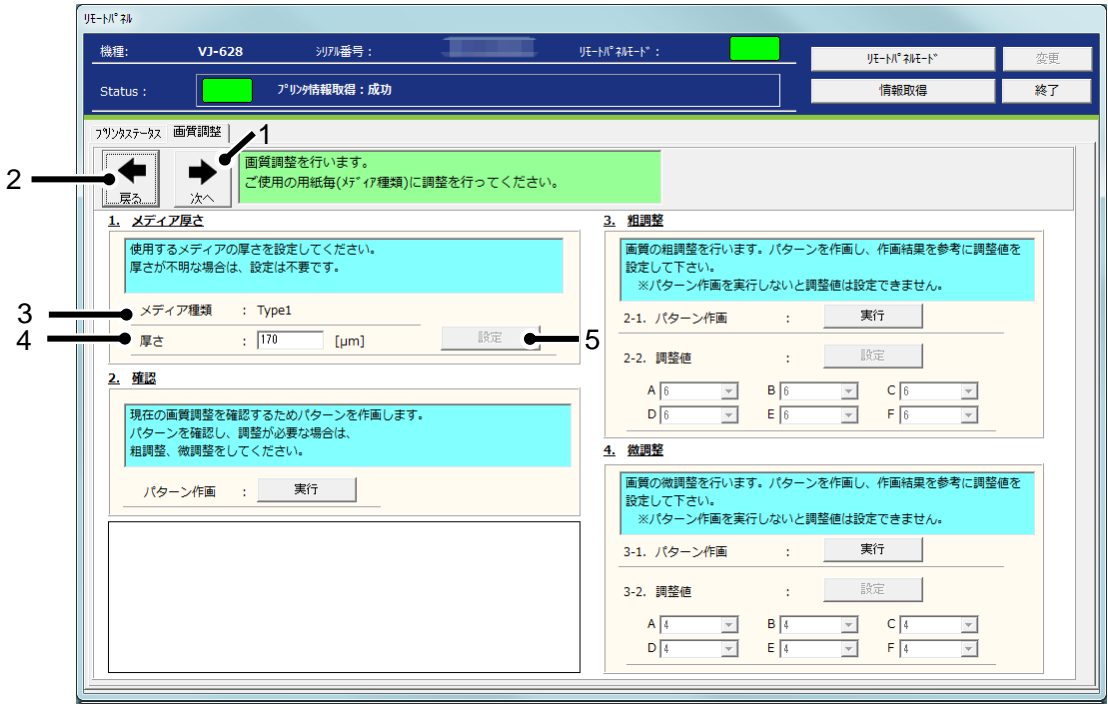 ﾘﾓｰﾄﾊﾟﾈﾙ
機種: VJ-628 ｼﾘｱﾙ番号： ﾘﾓｰﾄﾊﾟﾈﾙﾓｰﾄﾞ： ﾘﾓｰﾄﾊﾟﾈﾙﾓｰﾄﾞ 変更
Status： ﾌﾟﾘﾝﾀ情報取得：成功 情報取得 終了
ﾌﾟﾘﾝﾀｽﾃｰﾀｽ 画質調整 1
2 戻る 次へ
画質調整を行います。
ご使用の用紙毎(ﾒﾃﾞｨｱ種類)に調整を行ってください。
1. メディア厚さ
使用するメディアの厚さを設定してください。
厚さが不明な場合は、設定は不要です。
3 メディア種類 ： Type1
4 厚さ ： 170 [μm] 設定 5
2. 確認
現在の画質調整を確認するためパターンを作画します。
パターンを確認し、調整が必要な場合は、
粗調整、微調整をしてください。
パターン作画 ： 実行
3. 粗調整
画質の粗調整を行います。パターンを作画し、作画結果を参考に調整値を
設定して下さい。
※パターン作画を実行しないと調整値は設定できません。
2-1. パターン作画 ： 実行
2-2. 調整値 ： 設定
A 6 B 6 C 6
D 6 E 6 F 6
4. 微調整
画質の微調整を行います。パターンを作画し、作画結果を参考に調整値を
設定して下さい。
※パターン作画を実行しないと調整値は設定できません。
3-1. パターン作画 ： 実行
3-2. 調整値 ： 設定
A 4 B 4 C 4
D 4 E 4 F 4